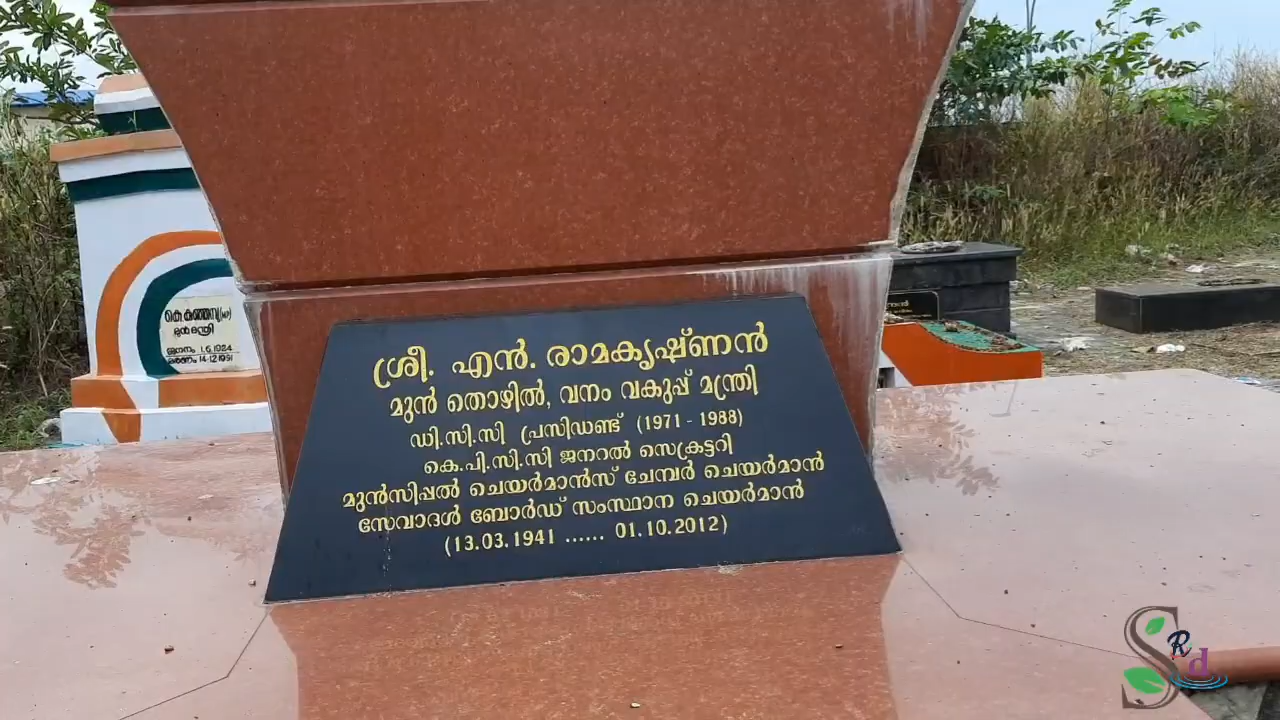 ശ്രീ. എൻ. രാമകൃഷ്ണൻ
മുൻ തൊഴിൽ, വനം വകുപ്പ് മന്ത്രി
ഡി.സി.സി പ്രസിഡണ്ട് (1971 - 1988)
കെ.പി.സി.സി ജനറൽ സെക്രട്ടറി
മുൻസിപ്പൽ ചെയർമാൻസ് ചേമ്പർ ചെയർമാൻ
സേവാദൾ ബോർഡ് സംസ്ഥാന ചെയർമാൻ
(13.03.1941 ...... 01.10.2012)
കെ കുഞ്ഞമ്പു
മുൻ മന്ത്രി
ജനനം 1.6.1924
മരണം 14.12.1991
S R d